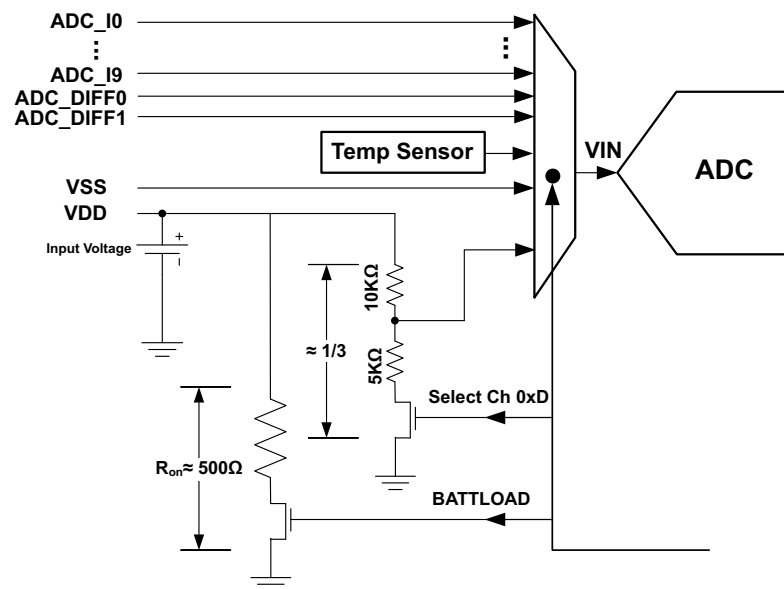 ADC_I0
⋮
ADC_I9
ADC_DIFF0
ADC_DIFF1
Temp Sensor
VIN
ADC
VSS
VDD
Input Voltage
+
–
10KΩ
≈ 1/3
5KΩ
Select Ch 0xD
Ron≈ 500Ω
BATTLOAD